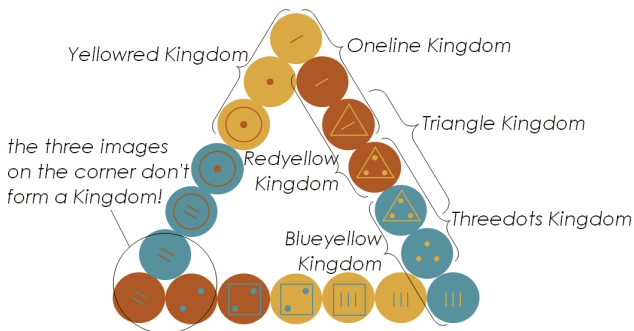 Yellowred Kingdom
Oneline Kingdom
Triangle Kingdom
the three images
on the corner don't
form a Kingdom!
Redyellow
Kingdom
Threedots Kingdom
Blueyellow
Kingdom